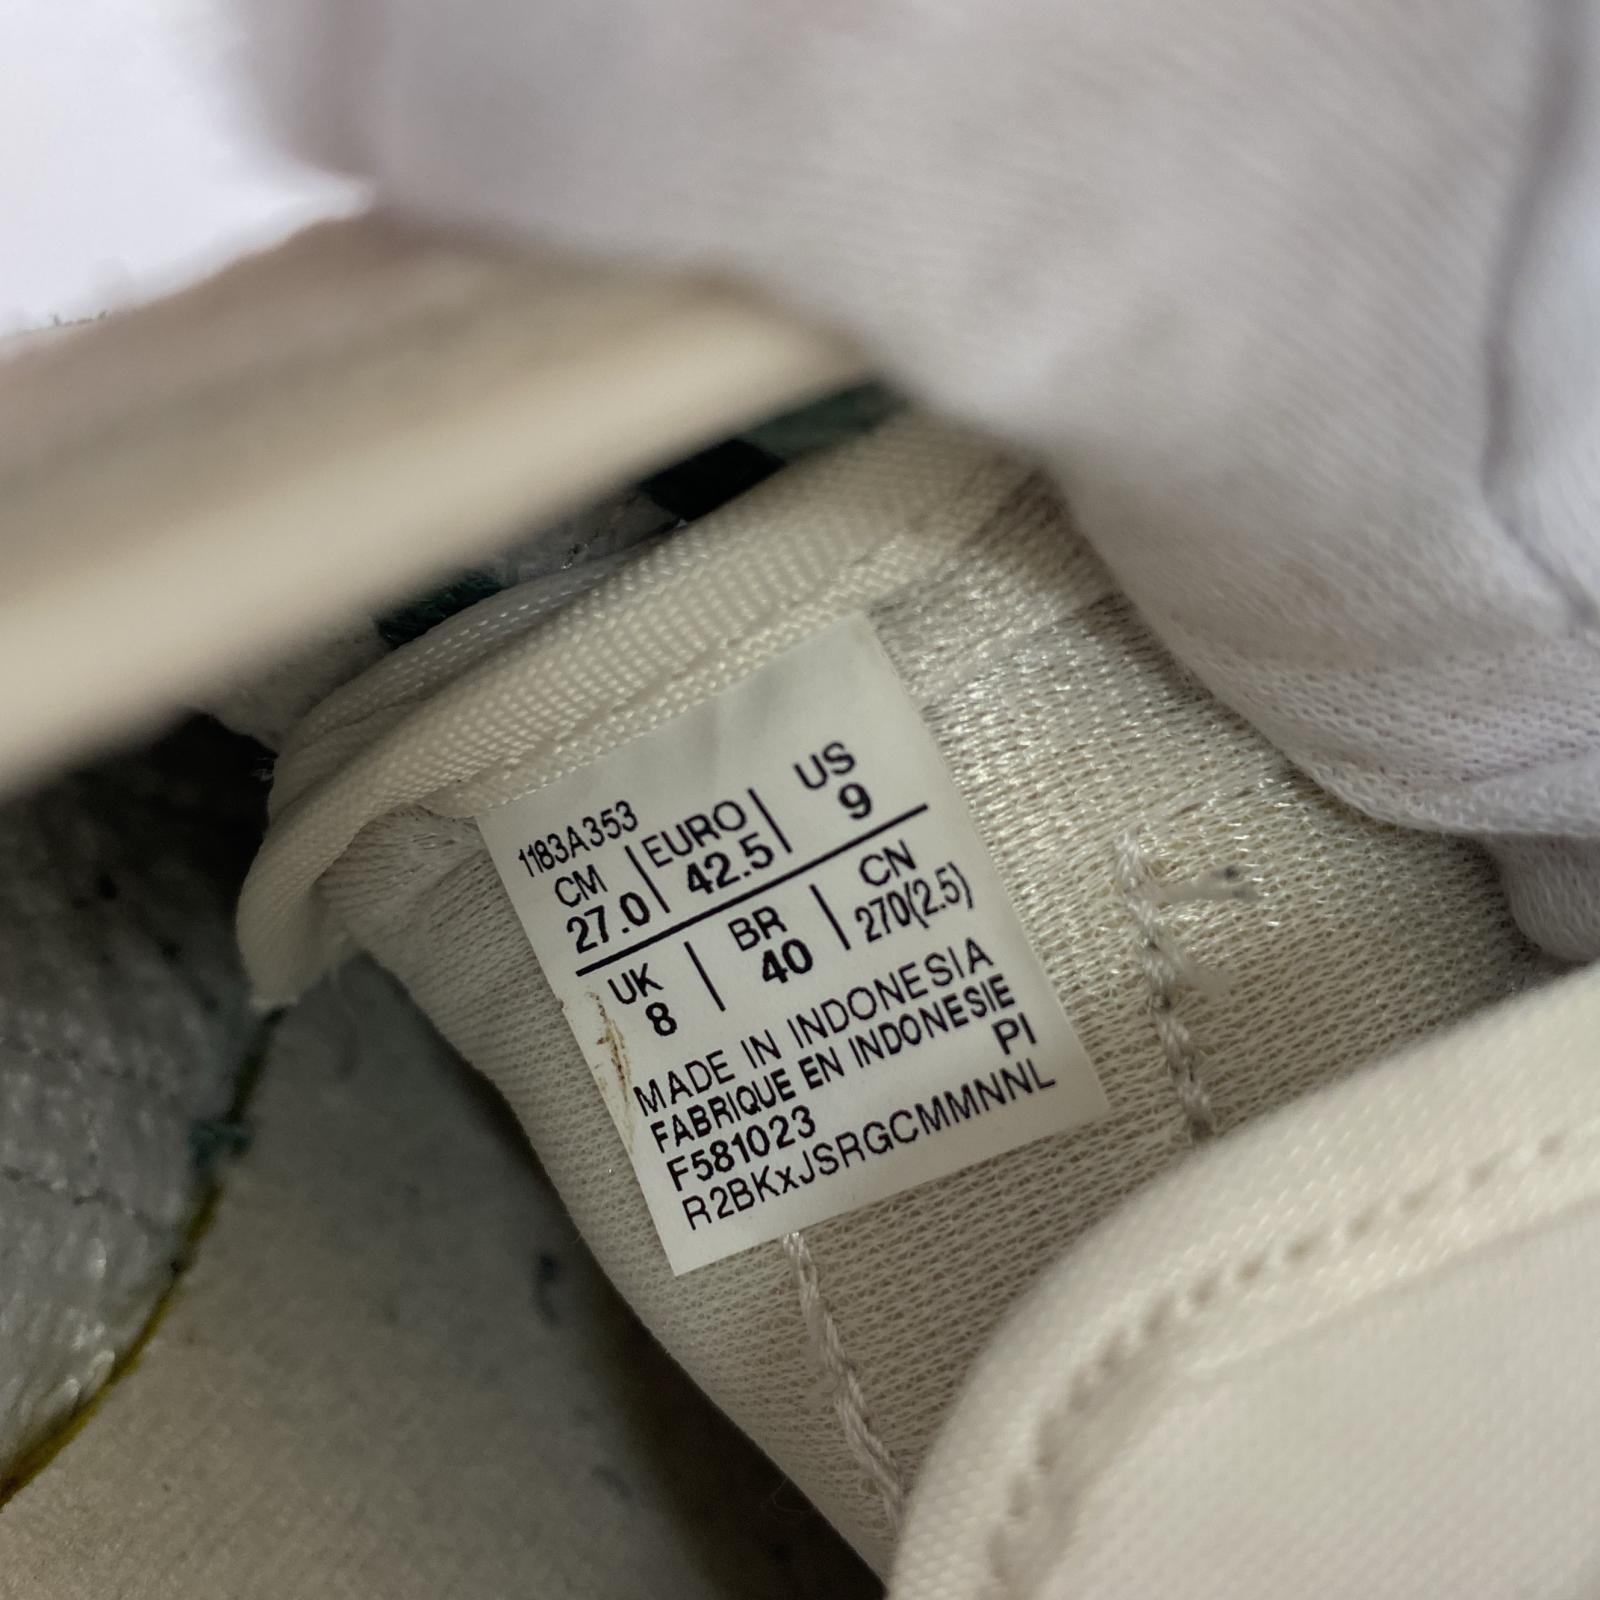 1183A353
CM | EURO | US
27.0 | 42.5 | 9
UK | BR | CN
8 | 40 | 270(2.5)
MADE IN INDONESIA
FABRIQUE EN INDONESIE
PI
F581023
R2BKxJSRGCMMNNL